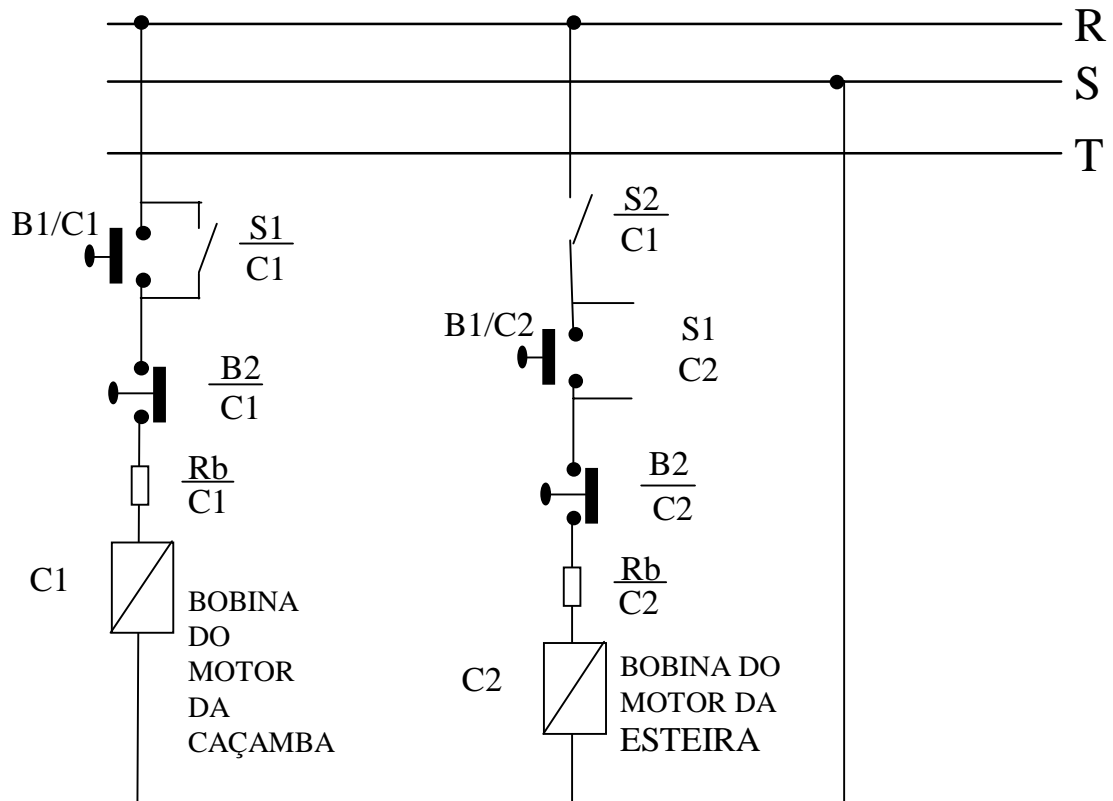 R
S
T
B1/C1
S1
C1
S2
C1
B1/C2
S1
C2
B2
C1
B2
C2
Rb
C1
Rb
C2
C1
BOBINA
DO
MOTOR
DA
CAÇAMBA
C2
BOBINA DO
MOTOR DA
ESTEIRA